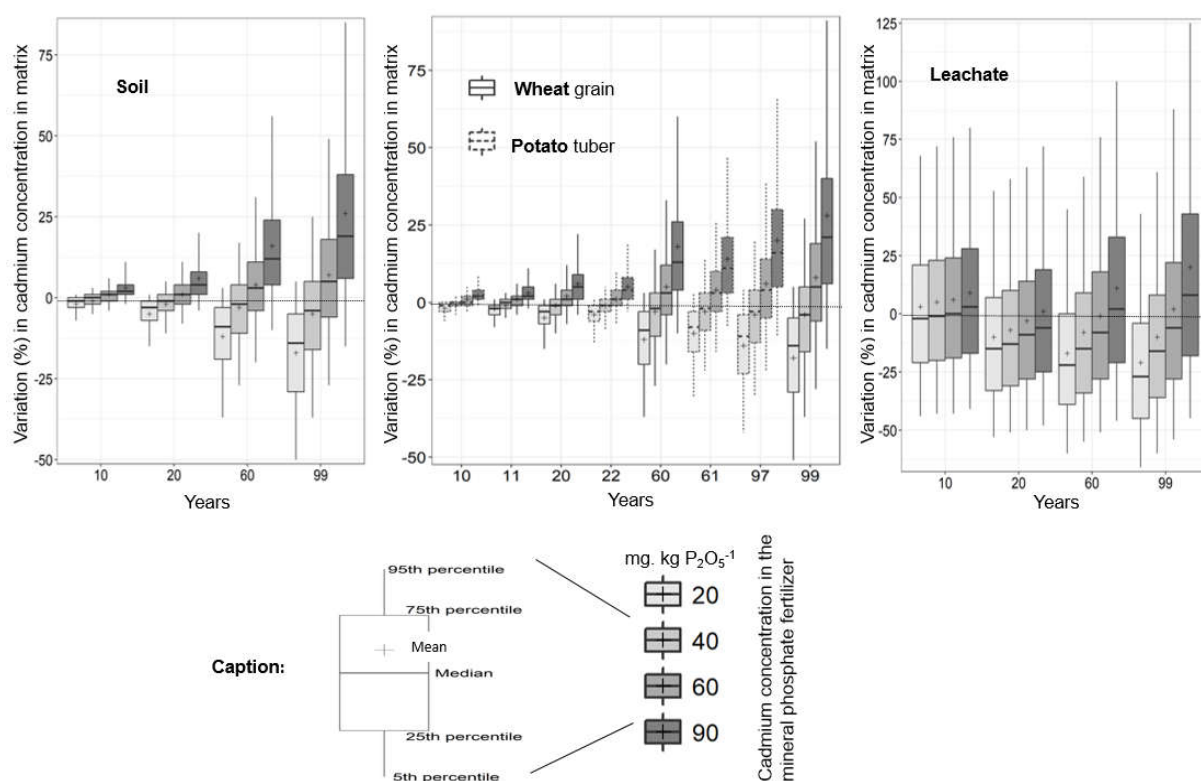 Variation (%) in cadmium concentration in matrix
Soil
75
50
25
0
-25
-50
10 20 60 99
Years
Variation (%) in cadmium concentration in matrix
Wheat grain
Potato tuber
75
50
25
0
-25
-50
10 11 20 22 60 61 97 99
Years
Variation (%) in cadmium concentration in matrix
Leachate
125
100
75
50
25
0
-25
-50
10 20 60 99
Years
Caption:
95th percentile
75th percentile
Mean
Median
25th percentile
5th percentile
mg. kg P₂O₅⁻¹
20
40
60
90
Cadmium concentration in the
mineral phosphate fertilizer